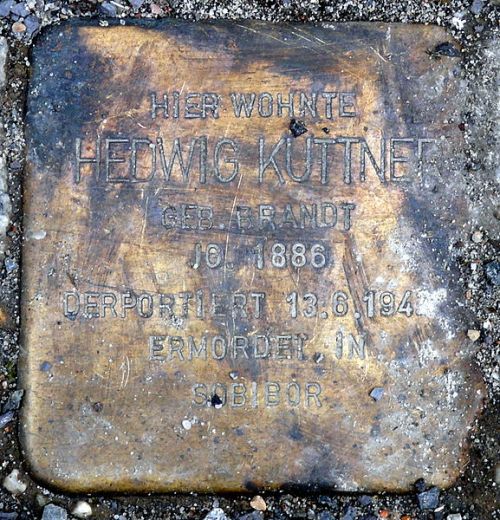 HIER WOHNTE
HEDWIG KUTTNER
GEB. BRANDT
JG. 1886
DERPORTIERT 13.6.1942
ERMORDET IN
SOBIBOR